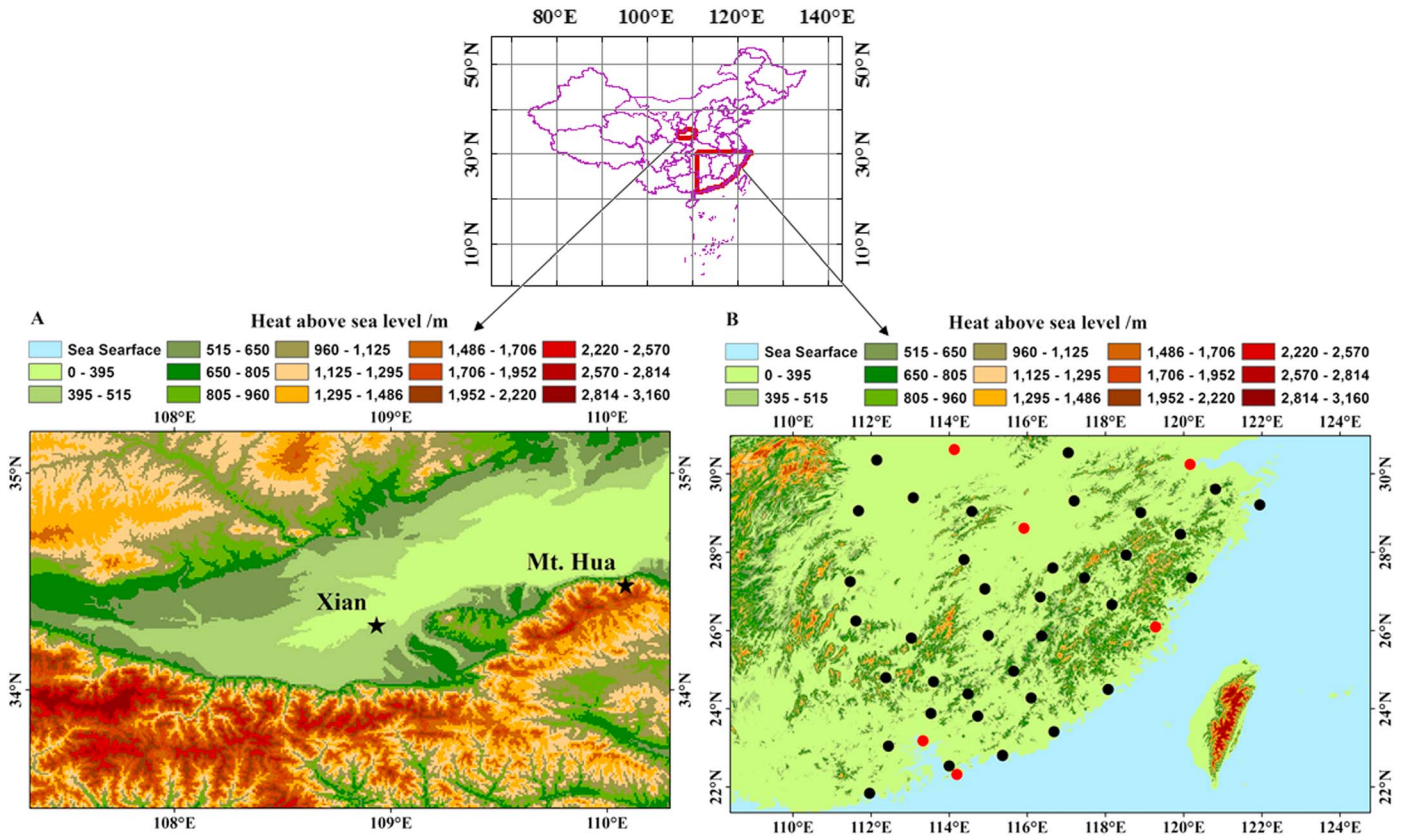 80°E 100°E 120°E 140°E
50°N 50°N
30°N 30°N
10°N 10°N
A Heat above sea level /m
Sea Searface 515 - 650 960 - 1,125 1,486 - 1,706 2,220 - 2,570
0 - 395 650 - 805 1,125 - 1,295 1,706 - 1,952 2,570 - 2,814
395 - 515 805 - 960 1,295 - 1,486 1,952 - 2,220 2,814 - 3,160
108°E 109°E 110°E
35°N 35°N
Mt. Hua
Xian
34°N 34°N
108°E 109°E 110°E
B Heat above sea level /m
Sea Searface 515 - 650 960 - 1,125 1,486 - 1,706 2,220 - 2,570
0 - 395 650 - 805 1,125 - 1,295 1,706 - 1,952 2,570 - 2,814
395 - 515 805 - 960 1,295 - 1,486 1,952 - 2,220 2,814 - 3,160
110°E 112°E 114°E 116°E 118°E 120°E 122°E 124°E
30°N 30°N
28°N 28°N
26°N 26°N
24°N 24°N
22°N 22°N
110°E 112°E 114°E 116°E 118°E 120°E 122°E 124°E